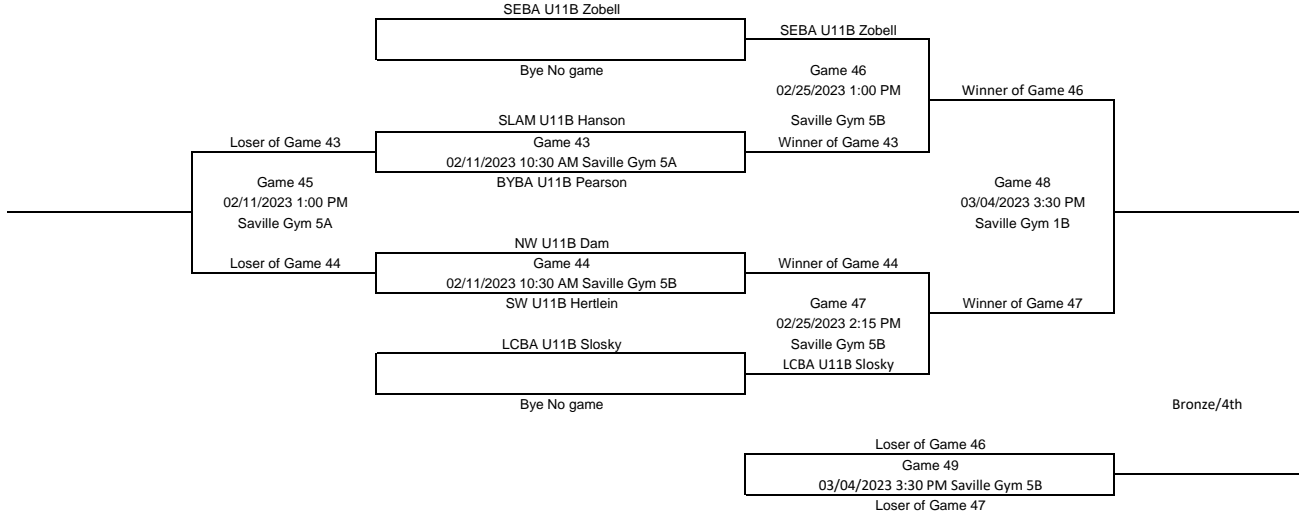 SEBA U11B Zobell
SEBA U11B Zobell
Bye No game
Game 46
02/25/2023 1:00 PM
Winner of Game 46
SLAM U11B Hanson
Saville Gym 5B
Loser of Game 43
Game 43
Winner of Game 43
02/11/2023 10:30 AM Saville Gym 5A
Game 45
BYBA U11B Pearson
Game 48
02/11/2023 1:00 PM
03/04/2023 3:30 PM
Saville Gym 5A
Saville Gym 1B
NW U11B Dam
Loser of Game 44
Game 44
Winner of Game 44
02/11/2023 10:30 AM Saville Gym 5B
SW U11B Hertlein
Game 47
Winner of Game 47
02/25/2023 2:15 PM
LCBA U11B Slosky
Saville Gym 5B
LCBA U11B Slosky
Bye No game
Bronze/4th
Loser of Game 46
Game 49
03/04/2023 3:30 PM Saville Gym 5B
Loser of Game 47